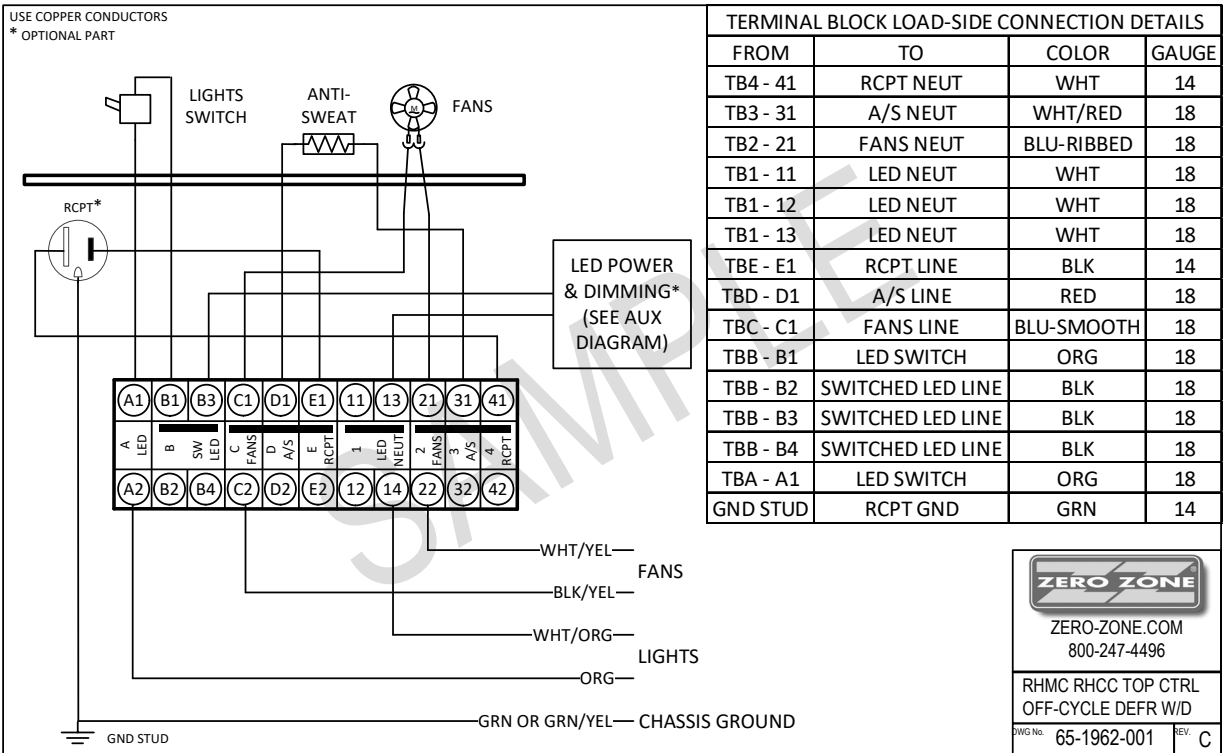 USE COPPER CONDUCTORS
* OPTIONAL PART
LIGHTS
SWITCH
ANTI-
SWEAT
M
FANS
RCPT*
LED POWER
& DIMMING*
(SEE AUX
DIAGRAM)
A1 B1 B3 C1 D1 E1 11 13 21 31 41
A
LED
B
SW
LED
C
FANS
D
A/S
E
RCPT
1
LED
NEUT
2
FANS
3
A/S
4
RCPT
A2 B2 B4 C2 D2 E2 12 14 22 32 42
WHT/YEL
FANS
BLK/YEL
WHT/ORG
LIGHTS
ORG
GRN OR GRN/YEL CHASSIS GROUND
GND STUD
TERMINAL BLOCK LOAD-SIDE CONNECTION DETAILS
FROM TO COLOR GAUGE
TB4 - 41 RCPT NEUT WHT 14
TB3 - 31 A/S NEUT WHT/RED 18
TB2 - 21 FANS NEUT BLU-RIBBED 18
TB1 - 11 LED NEUT WHT 18
TB1 - 12 LED NEUT WHT 18
TB1 - 13 LED NEUT WHT 18
TBE - E1 RCPT LINE BLK 14
TBD - D1 A/S LINE RED 18
TBC - C1 FANS LINE BLU-SMOOTH 18
TBB - B1 LED SWITCH ORG 18
TBB - B2 SWITCHED LED LINE BLK 18
TBB - B3 SWITCHED LED LINE BLK 18
TBB - B4 SWITCHED LED LINE BLK 18
TBA - A1 LED SWITCH ORG 18
GND STUD RCPT GND GRN 14
SAMPLE
ZERO ZONE®
ZERO-ZONE.COM
800-247-4496
RHMC RHCC TOP CTRL
OFF-CYCLE DEFR W/D
DWG No. 65-1962-001 REV. C